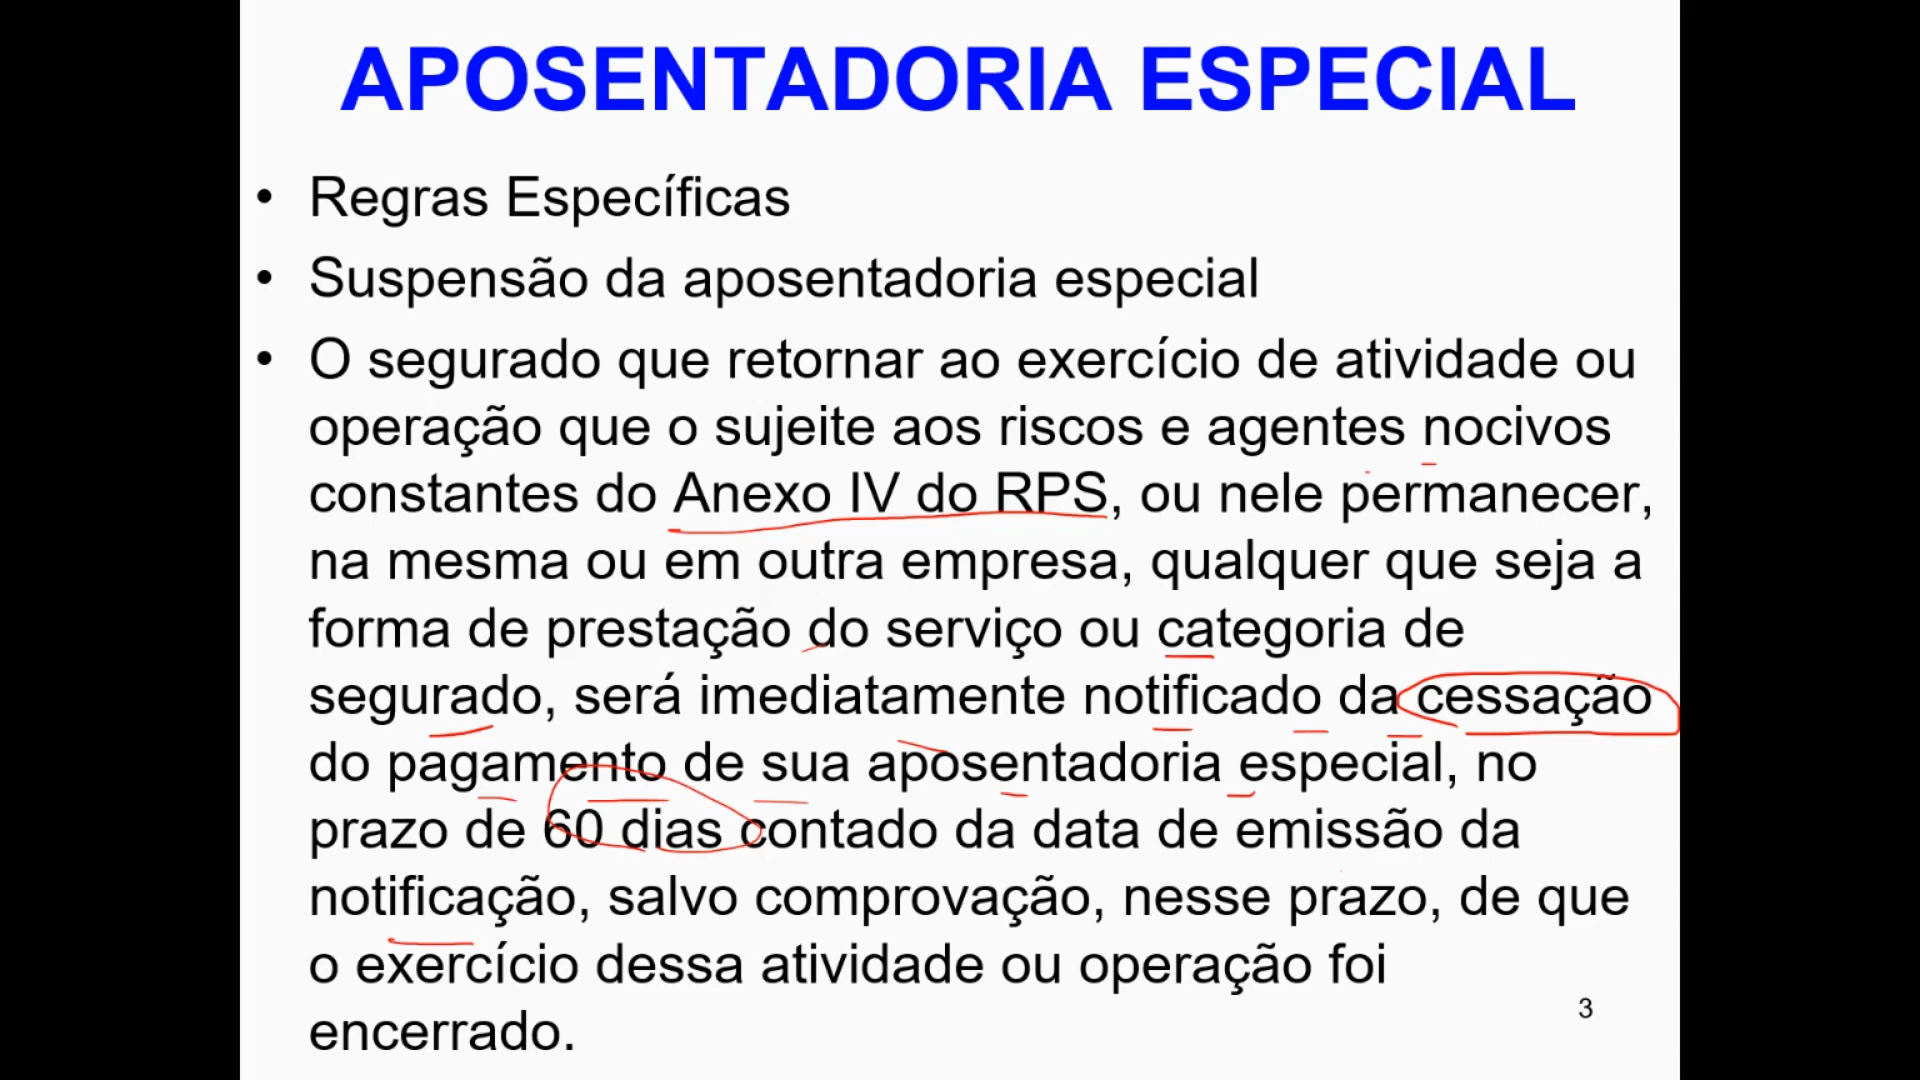 APOSENTADORIA ESPECIAL
• Regras Específicas
• Suspensão da aposentadoria especial
• O segurado que retornar ao exercício de atividade ou
operação que o sujeite aos riscos e agentes nocivos
constantes do Anexo IV do RPS, ou nele permanecer,
na mesma ou em outra empresa, qualquer que seja a
forma de prestação do serviço ou categoria de
segurado, será imediatamente notificado da cessação
do pagamento de sua aposentadoria especial, no
prazo de 60 dias contado da data de emissão da
notificação, salvo comprovação, nesse prazo, de que
o exercício dessa atividade ou operação foi
encerrado.
3